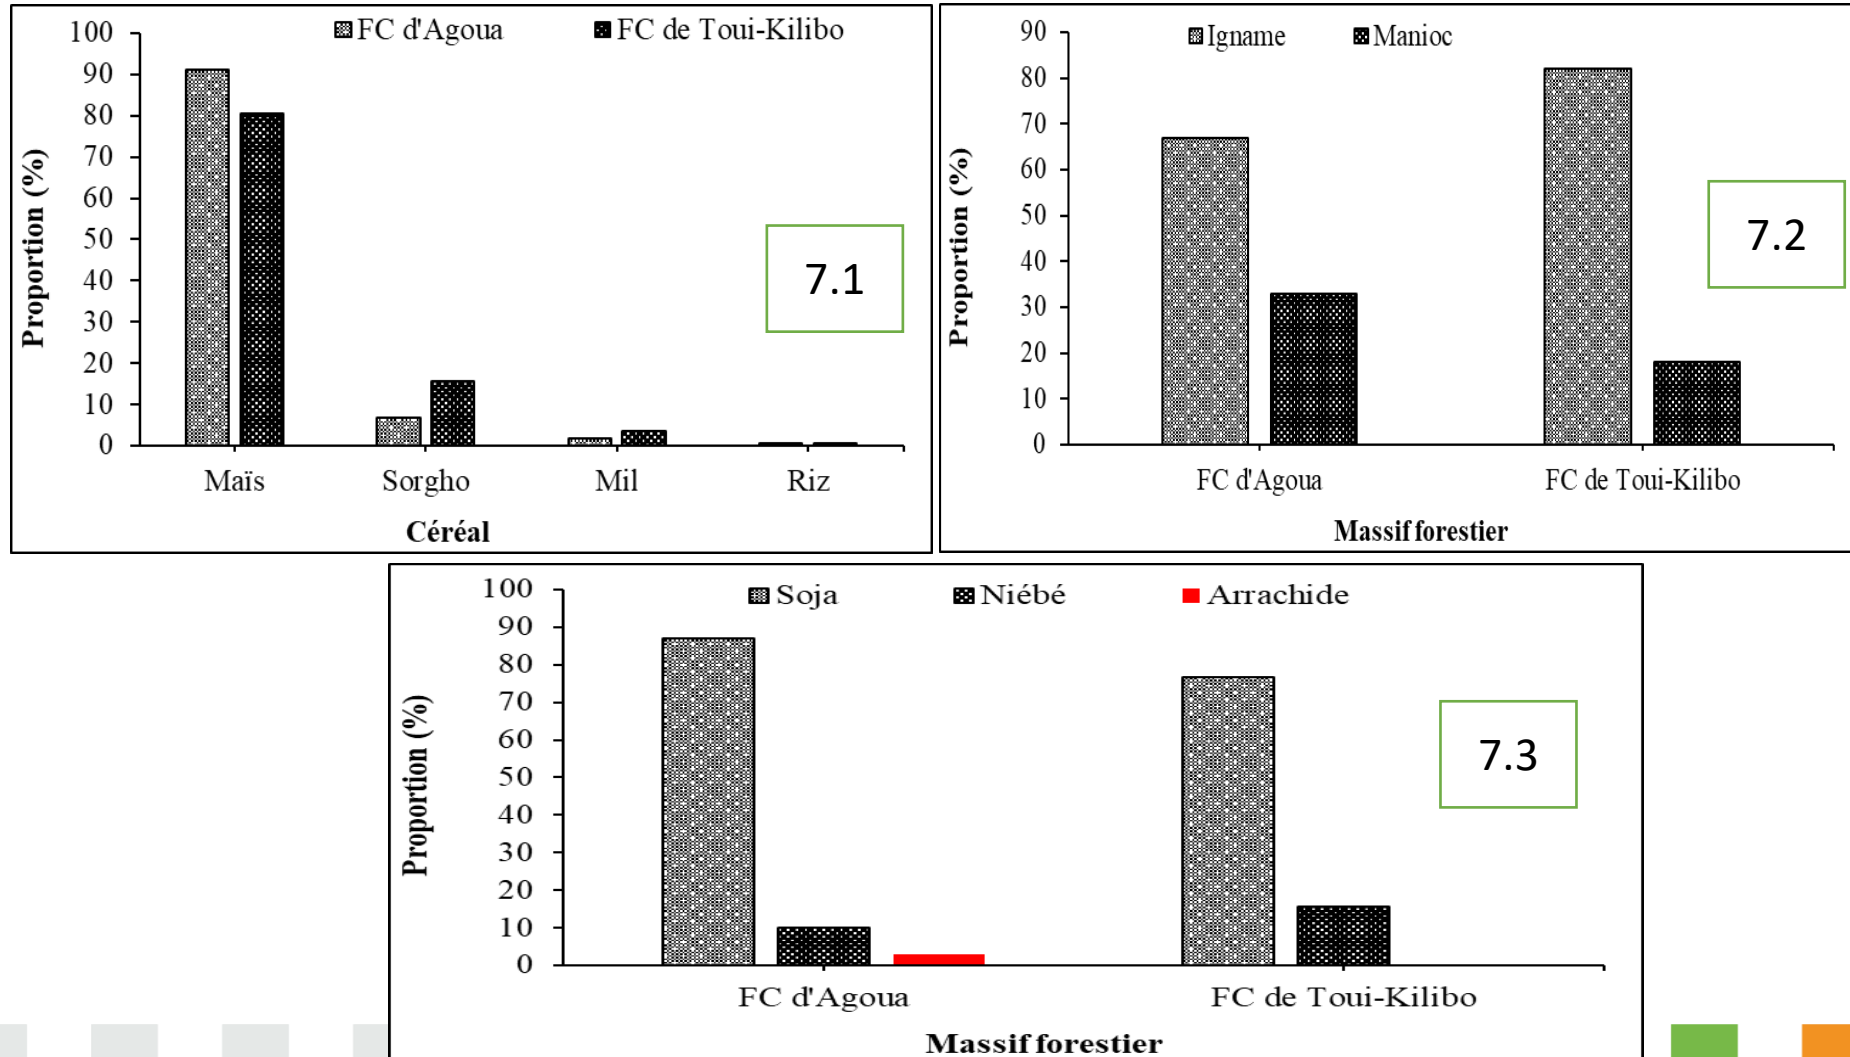 FC d'Agoua FC de Toui-Kilibo
100
90
80
70
60
50
40
30
20
10
0
Proportion (%)
7.1
Maïs Sorgho Mil Riz
Céréal
Igname Manioc
90
80
70
60
50
40
30
20
10
0
Proportion (%)
7.2
FC d'Agoua FC de Toui-Kilibo
Massif forestier
Soja Niébé Arrachide
100
90
80
70
60
50
40
30
20
10
0
Proportion (%)
7.3
FC d'Agoua FC de Toui-Kilibo
Massif forestier